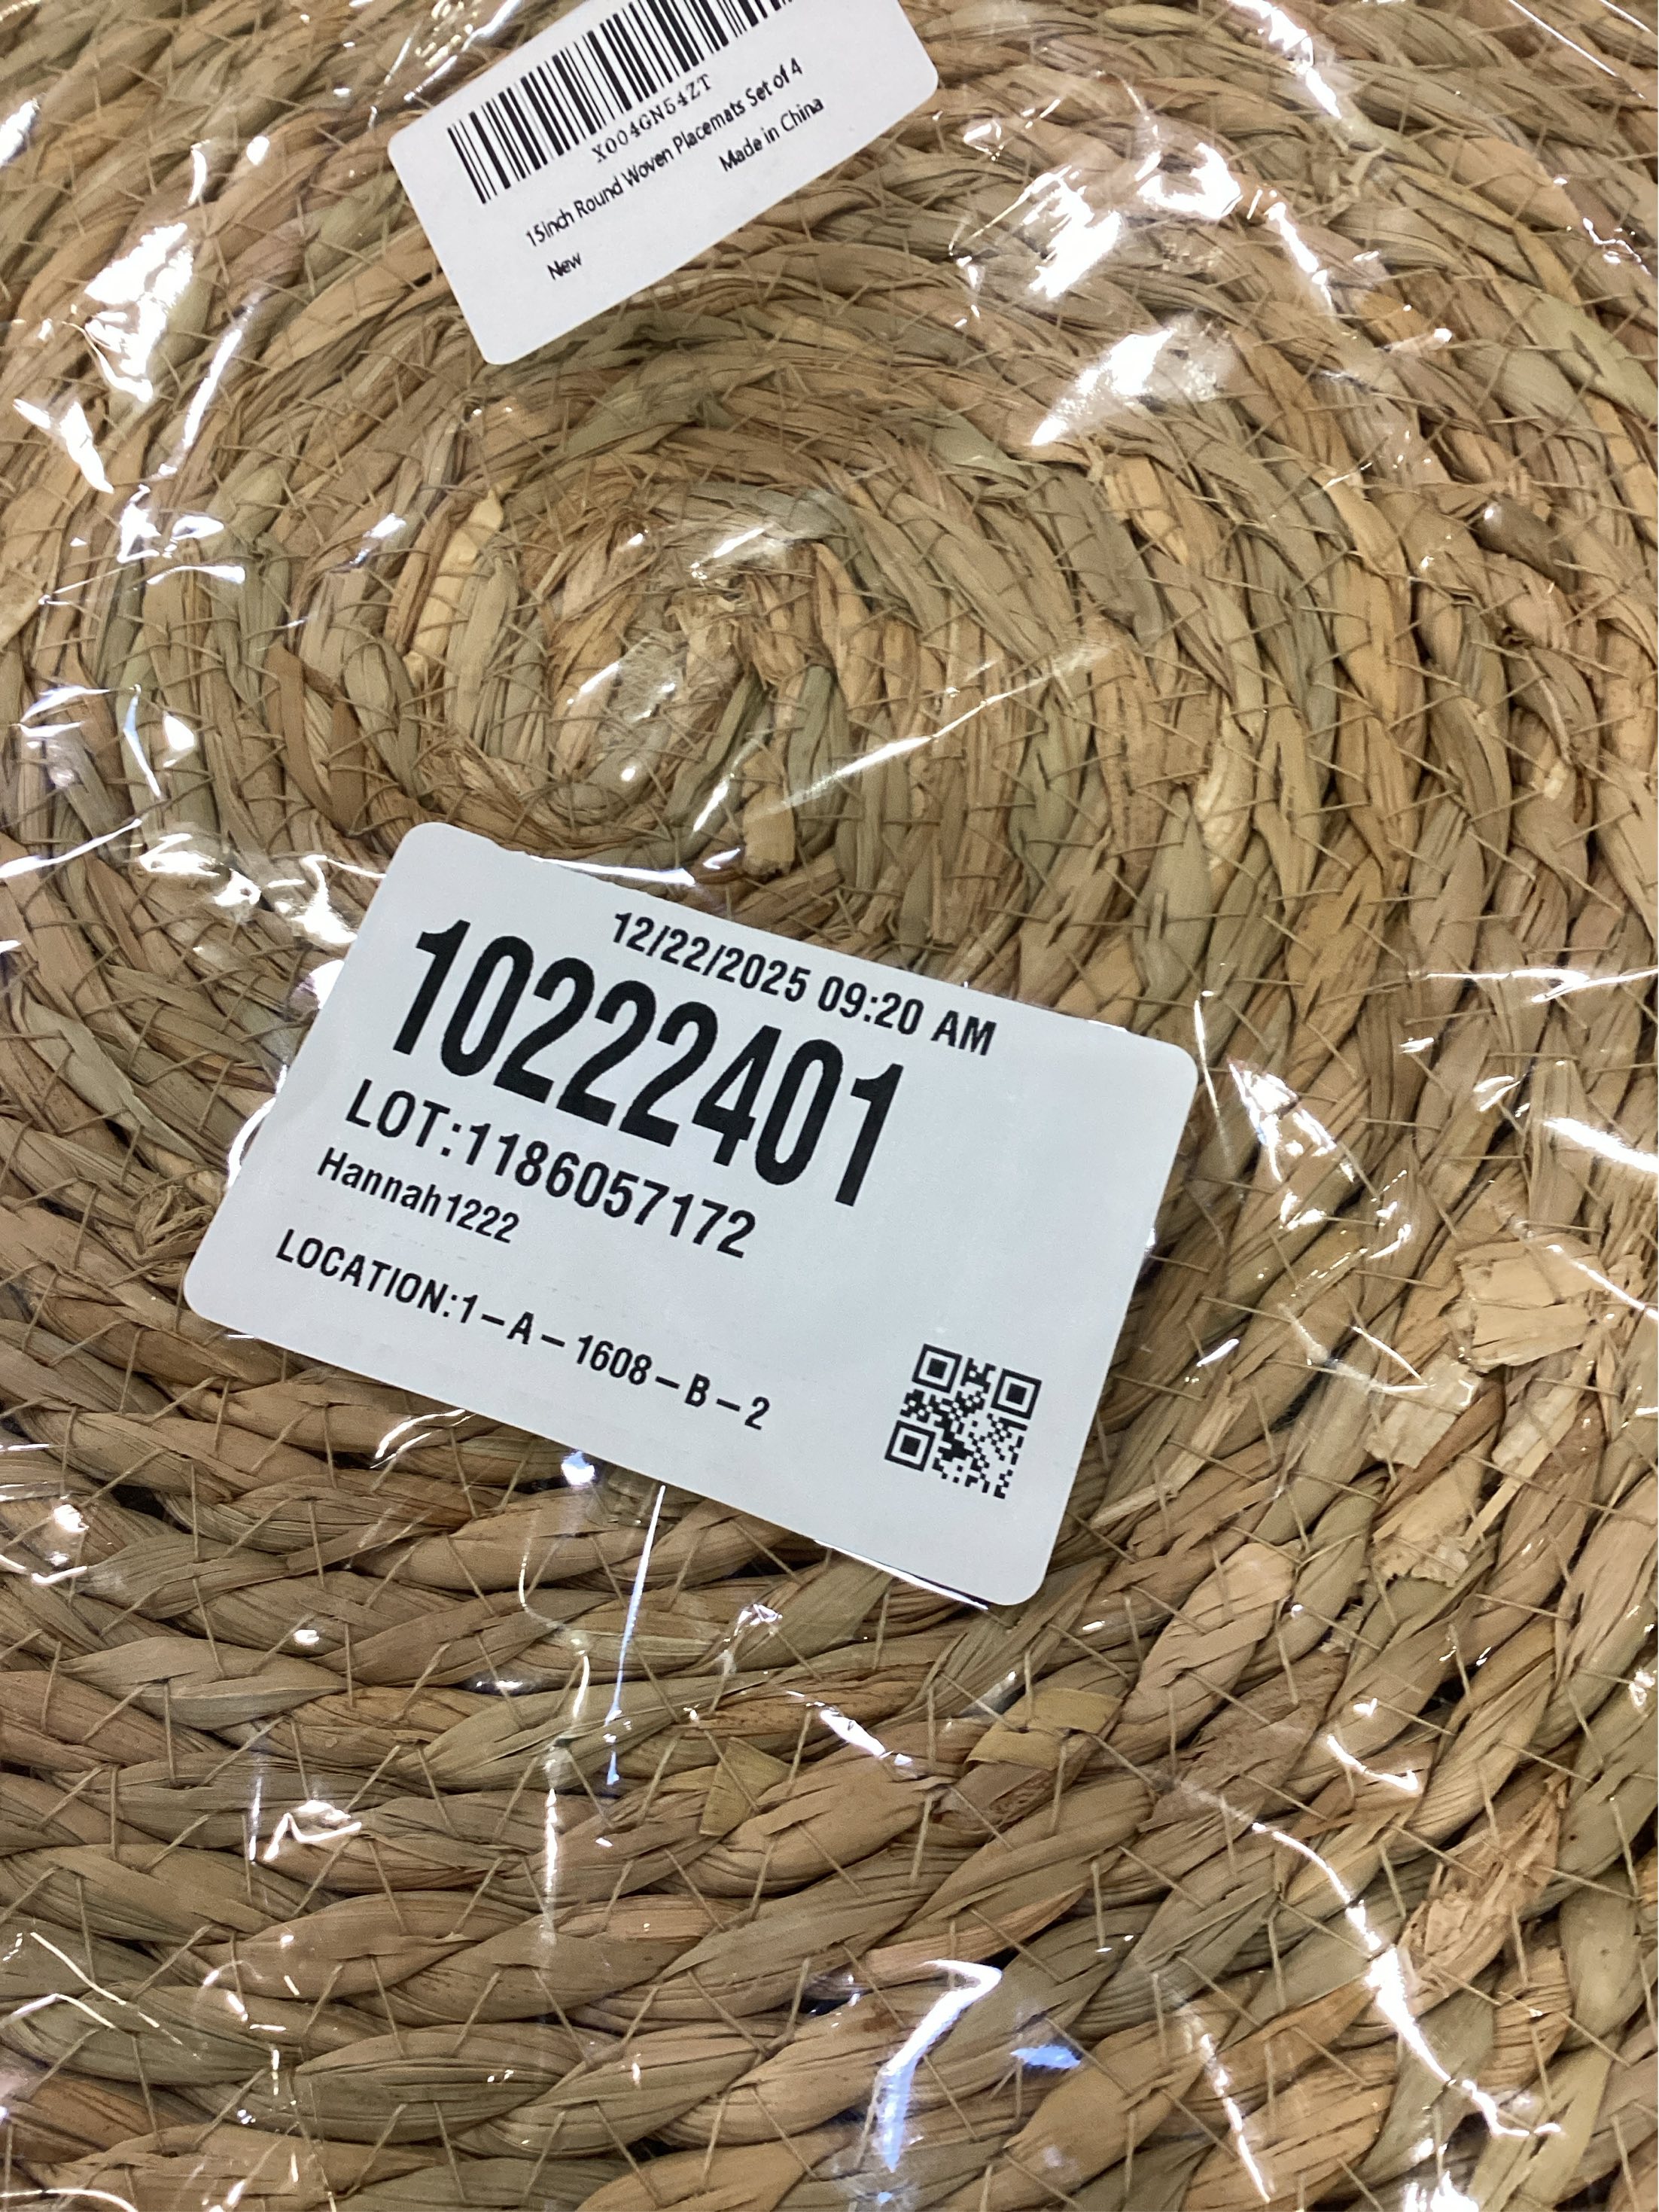 X004GN54ZT
15inch Round Woven Placemats Set of 4
New
Made in China
12/22/2025 09:20 AM
10222401
LOT:1186057172
Hannah1222
LOCATION:1-A-1608-B-2